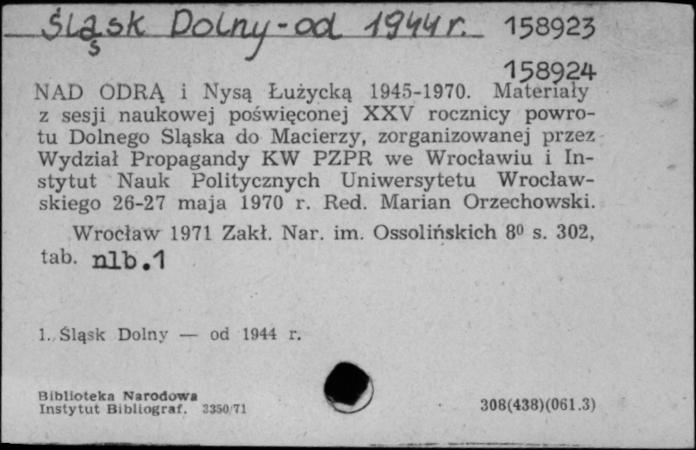 Śląsk Dolny - od 1944 r. 158923
s
158924
NAD ODRĄ i Nysą Łużycką 1945-1970. Materiały
z sesji naukowej poświęconej XXV rocznicy powro-
tu Dolnego Śląska do Macierzy, zorganizowanej przez
Wydział Propagandy KW PZPR we Wrocławiu i In-
stytut Nauk Politycznych Uniwersytetu Wrocław-
skiego 26-27 maja 1970 r. Red. Marian Orzechowski.
Wrocław 1971 Zakł. Nar. im. Ossolińskich 8⁰ s. 302,
tab. nlb.1
1. Śląsk Dolny — od 1944 r.
Biblioteka Narodowa
Instytut Bibliograf. 3350/71 308(438)(061.3)